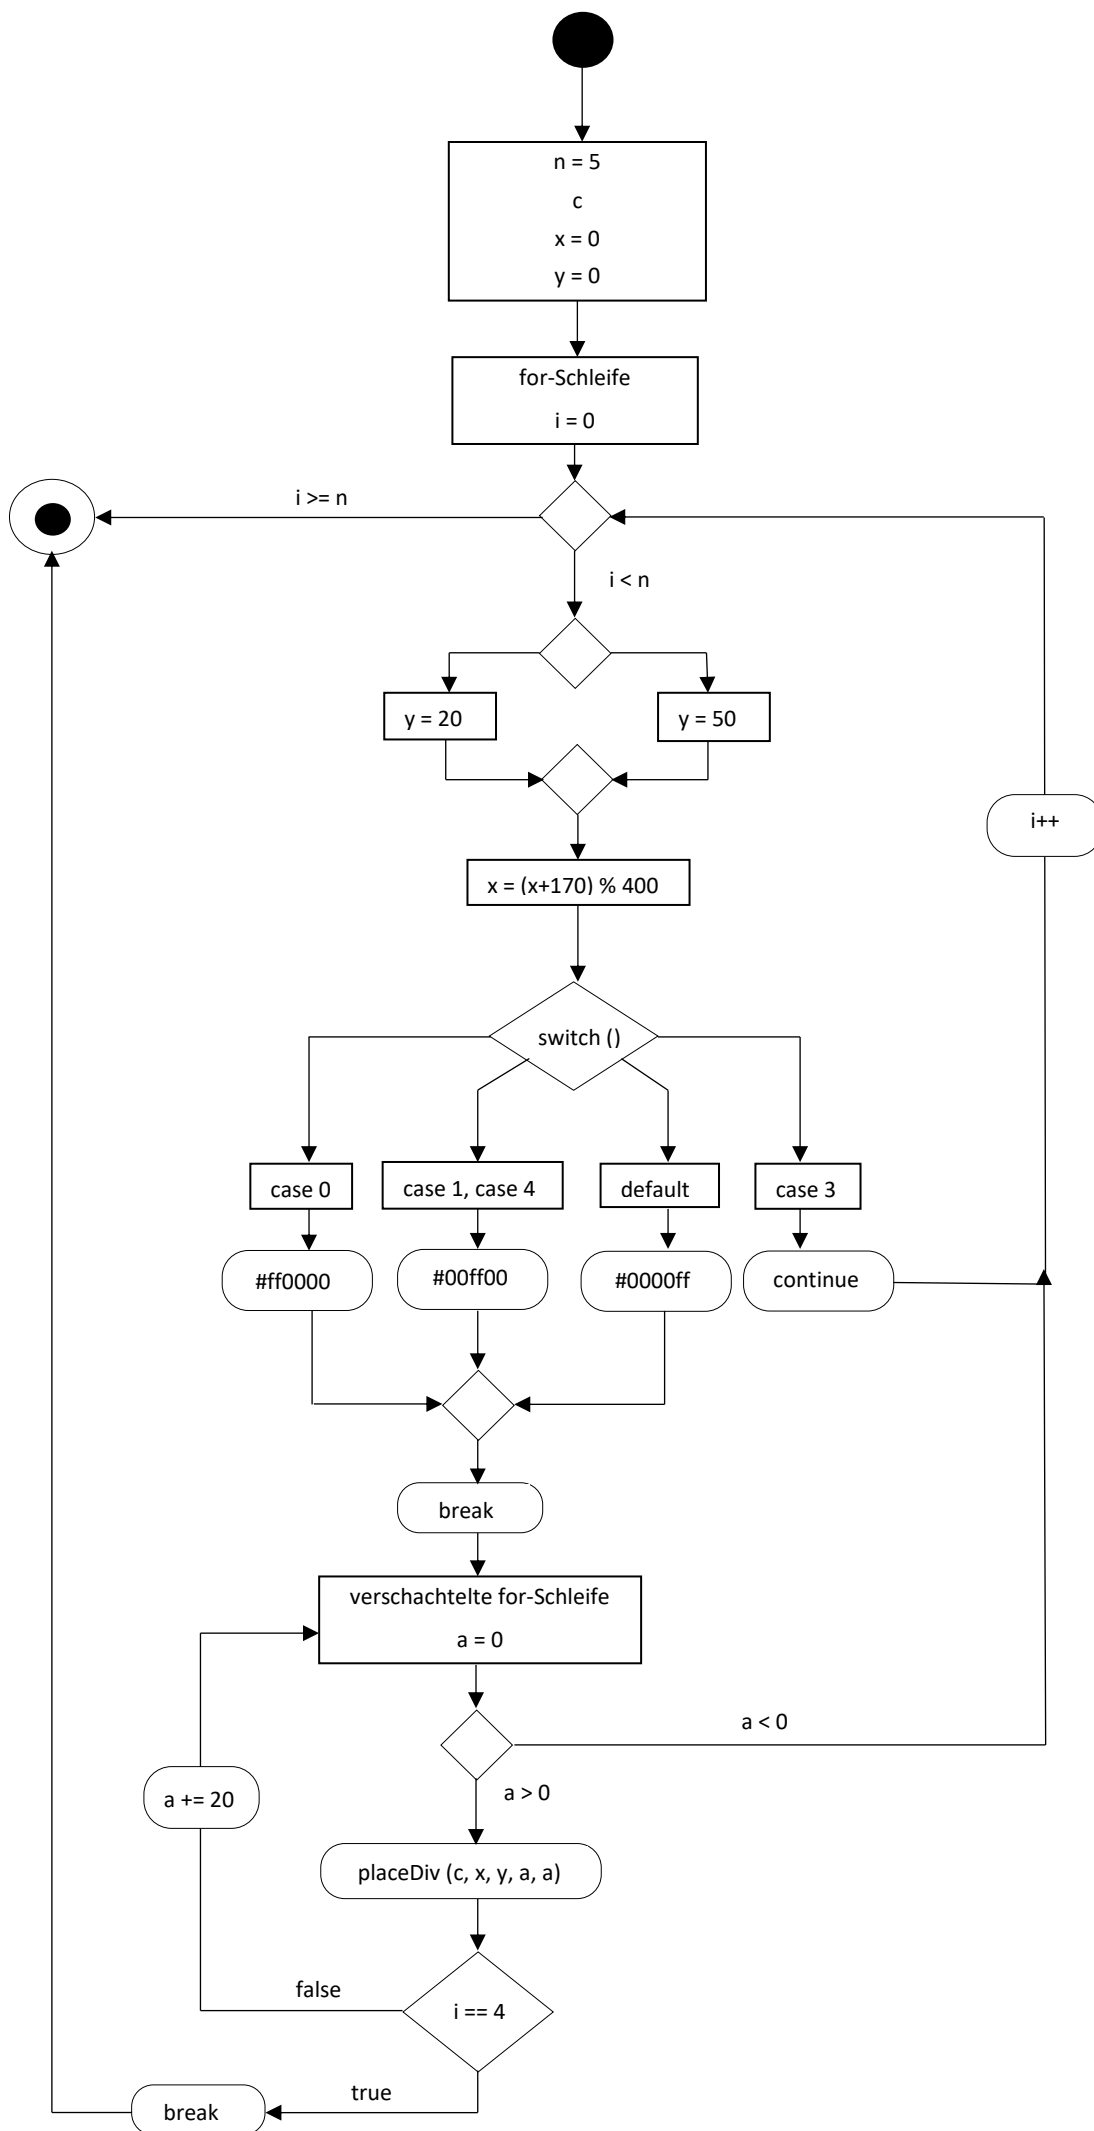 n = 5
c
x = 0
y = 0
for-Schleife
i = 0
i >= n
i < n
y = 20
y = 50
i++
x = (x+170) % 400
switch ()
case 0
case 1, case 4
default
case 3
#ff0000
#00ff00
#0000ff
continue
break
verschachtelte for-Schleife
a = 0
a < 0
a > 0
a += 20
placeDiv (c, x, y, a, a)
false
i == 4
true
break